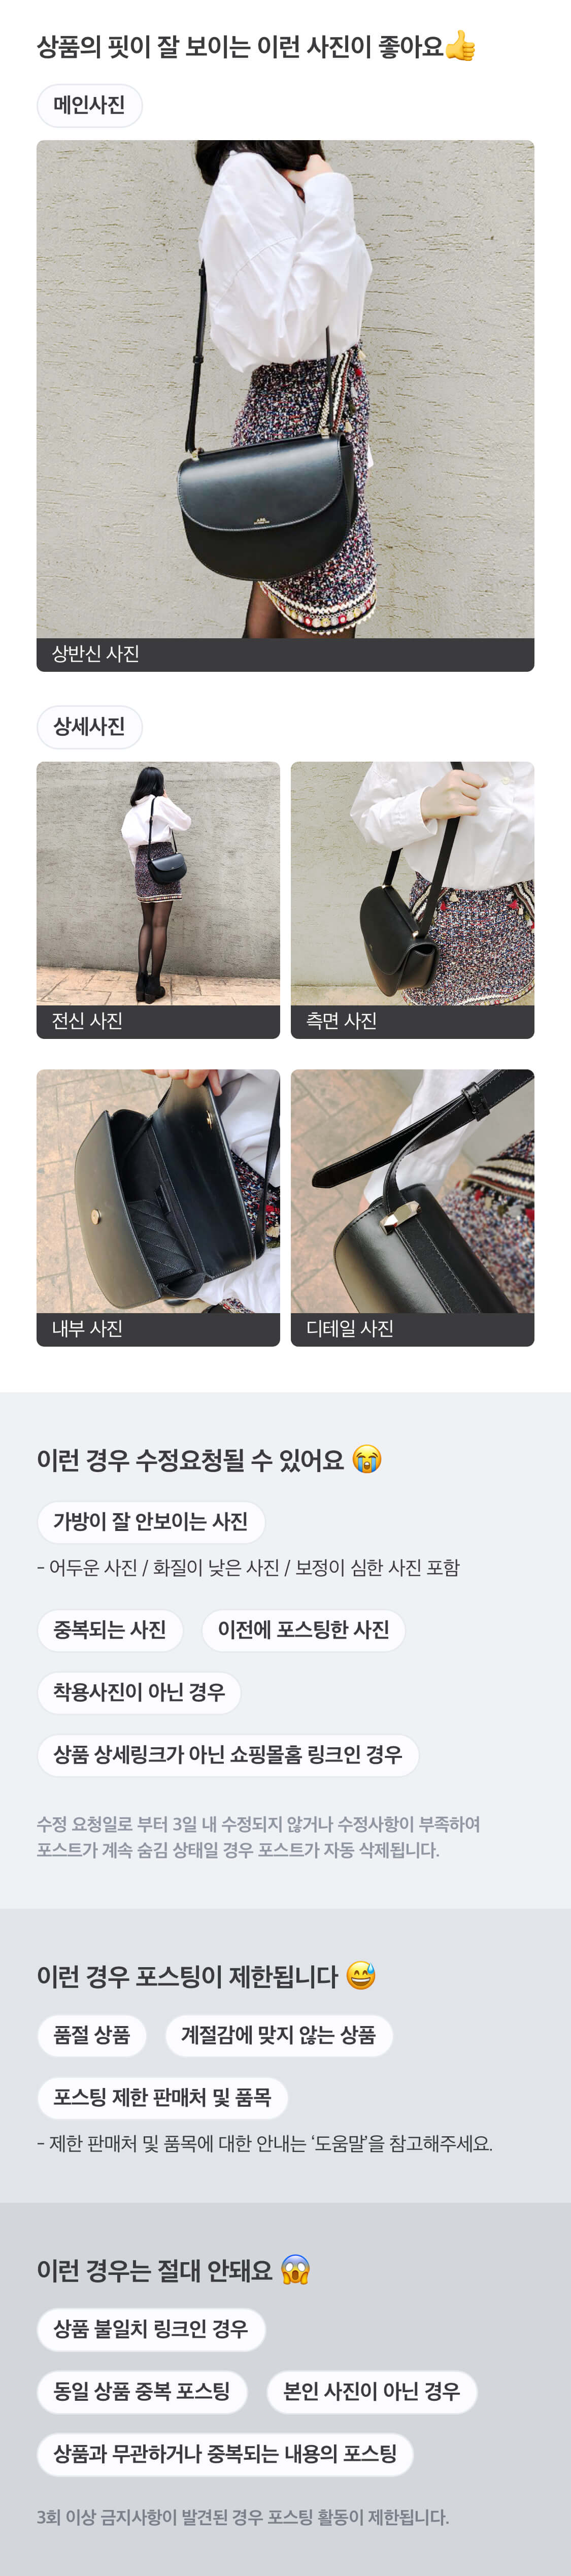 상품의 핏이 잘 보이는 이런 사진이 좋아요👍
메인사진
상반신 사진
상세사진
전신 사진
측면 사진
내부 사진
디테일 사진
이런 경우 수정요청될 수 있어요 😭
가방이 잘 안보이는 사진
- 어두운 사진 / 화질이 낮은 사진 / 보정이 심한 사진 포함
중복되는 사진
이전에 포스팅한 사진
착용사진이 아닌 경우
상품 상세링크가 아닌 쇼핑몰홈 링크인 경우
수정 요청일로 부터 3일 내 수정되지 않거나 수정사항이 부족하여
포스트가 계속 숨김 상태일 경우 포스트가 자동 삭제됩니다.
이런 경우 포스팅이 제한됩니다 😅
품절 상품
계절감에 맞지 않는 상품
포스팅 제한 판매처 및 품목
- 제한 판매처 및 품목에 대한 안내는 ‘도움말’을 참고해주세요.
이런 경우는 절대 안돼요 😱
상품 불일치 링크인 경우
동일 상품 중복 포스팅
본인 사진이 아닌 경우
상품과 무관하거나 중복되는 내용의 포스팅
3회 이상 금지사항이 발견된 경우 포스팅 활동이 제한됩니다.